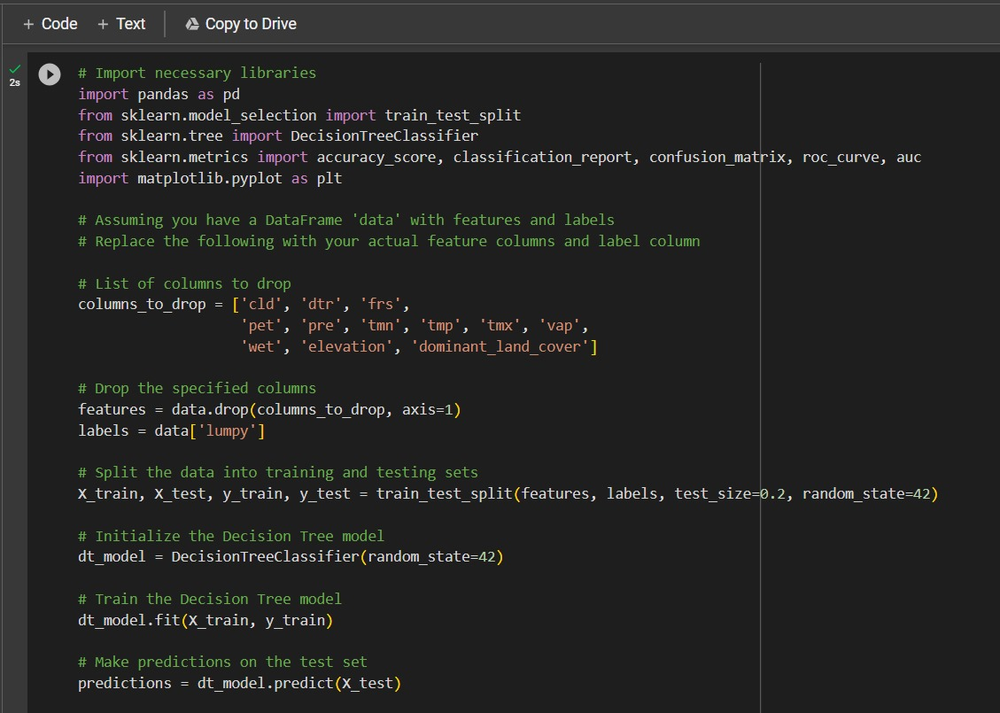 + Code + Text Copy to Drive
2s
# Import necessary libraries
import pandas as pd
from sklearn.model_selection import train_test_split
from sklearn.tree import DecisionTreeClassifier
from sklearn.metrics import accuracy_score, classification_report, confusion_matrix, roc_curve, auc
import matplotlib.pyplot as plt
# Assuming you have a DataFrame 'data' with features and labels
# Replace the following with your actual feature columns and label column
# List of columns to drop
columns_to_drop = ['cld', 'dtr', 'frs',
'pet', 'pre', 'tmn', 'tmp', 'tmx', 'vap',
'wet', 'elevation', 'dominant_land_cover']
# Drop the specified columns
features = data.drop(columns_to_drop, axis=1)
labels = data['lumpy']
# Split the data into training and testing sets
X_train, X_test, y_train, y_test = train_test_split(features, labels, test_size=0.2, random_state=42)
# Initialize the Decision Tree model
dt_model = DecisionTreeClassifier(random_state=42)
# Train the Decision Tree model
dt_model.fit(X_train, y_train)
# Make predictions on the test set
predictions = dt_model.predict(X_test)